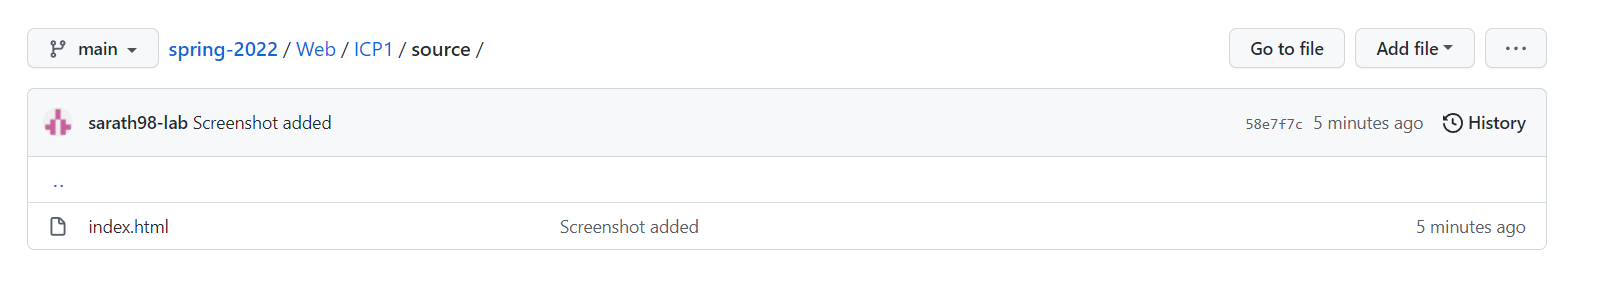 main spring-2022 / Web / ICP1 / source / Go to file Add file ...
sarath98-lab Screenshot added 58e7f7c 5 minutes ago History
..
index.html Screenshot added 5 minutes ago